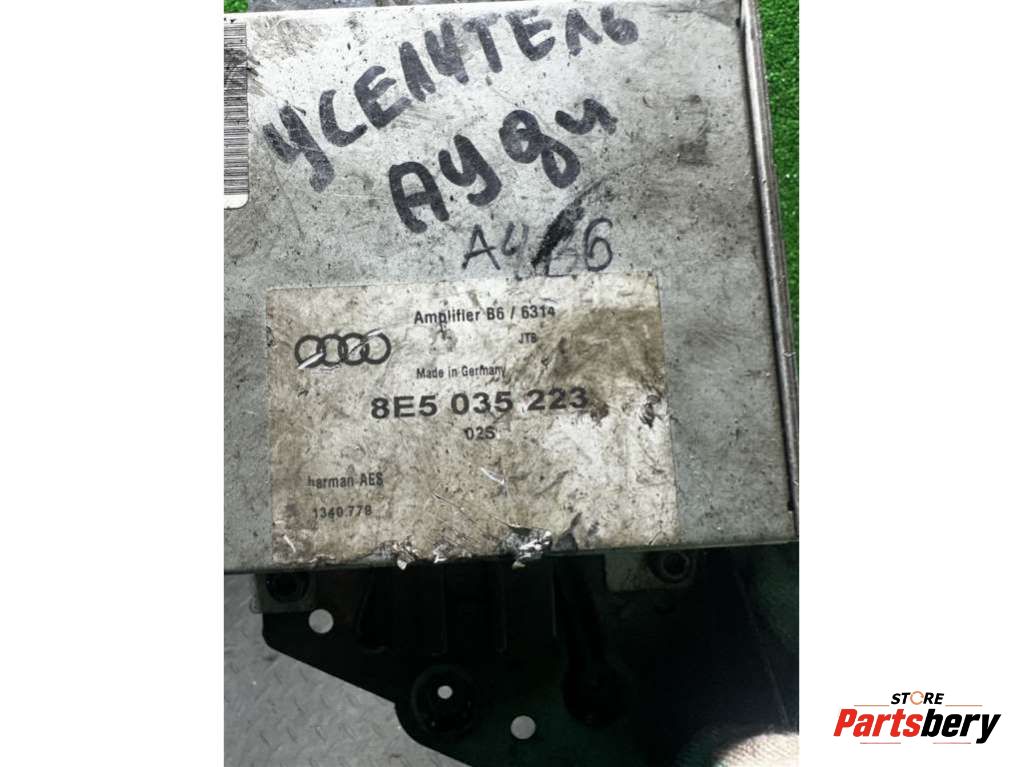 УСЕЛИТЕЛЬ
АУДИ
А4 Б6
Amplifier B6 / 6314
JTB
Made in Germany
8E5 035 223
02S
harman AES
1340.778
STORE
Partsbery